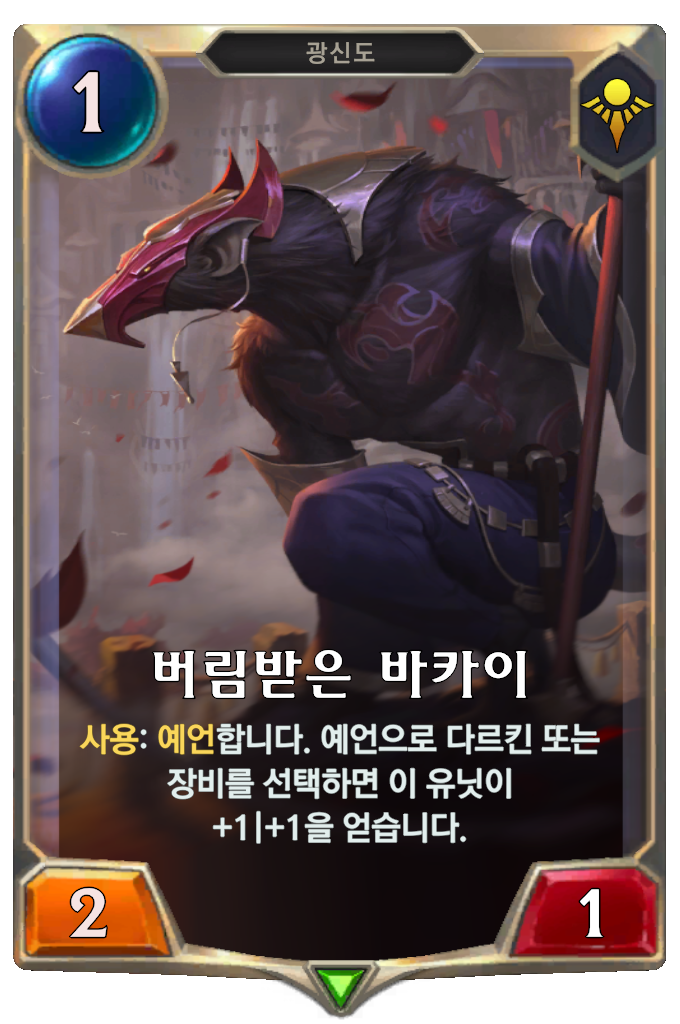 1
광신도
버림받은 바카이
사용: 예언합니다. 예언으로 다르킨 또는
장비를 선택하면 이 유닛이
+1|+1을 얻습니다.
2
1